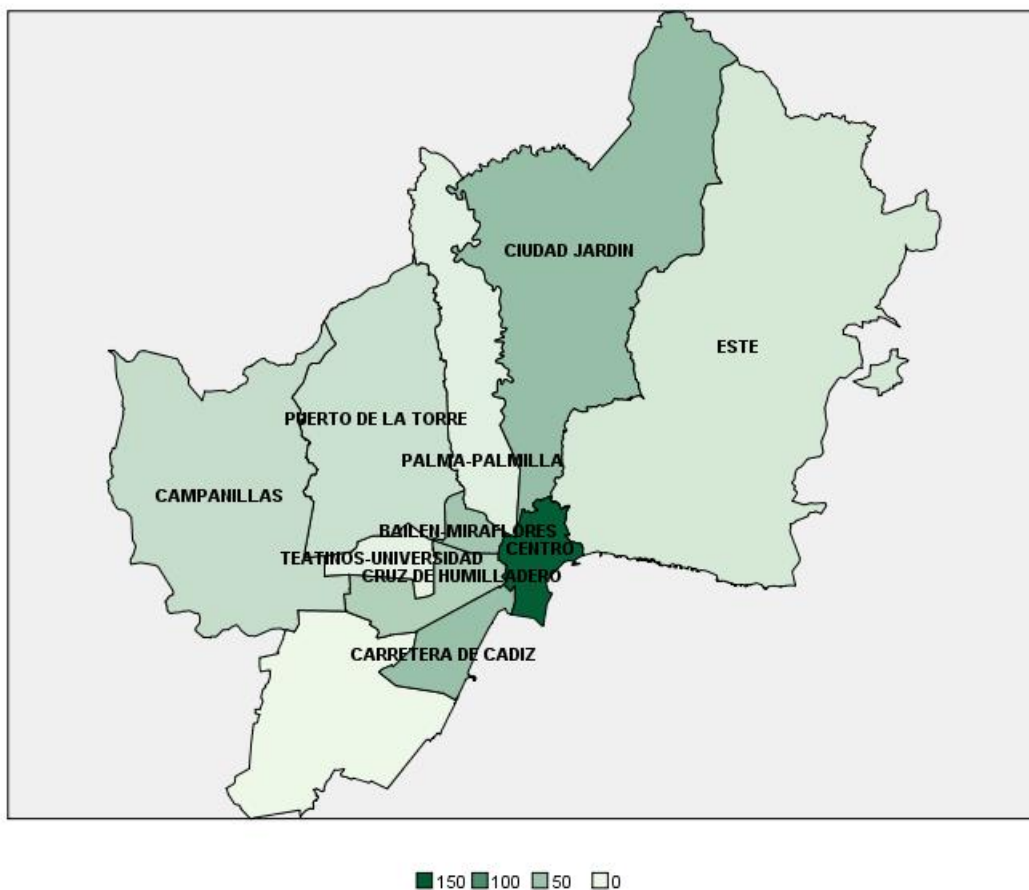 CIUDAD JARDIN
ESTE
PUERTO DE LA TORRE
PALMA-PALMILLA
CAMPANILLAS
BAILEN-MIRAFLORES
CENTRO
TEATINOS-UNIVERSIDAD
CRUZ DE HUMILLADERO
CARRETERA DE CADIZ
150 100 50 0